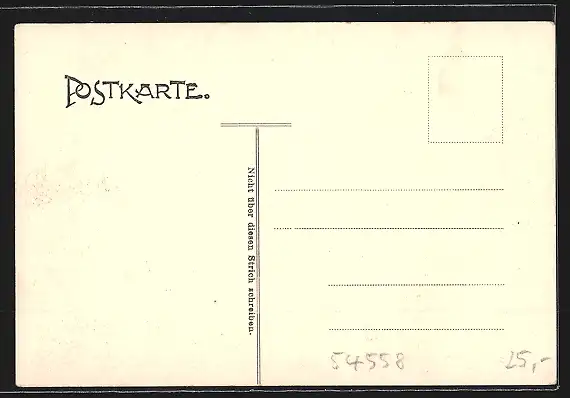 POSTKARTE.
Nicht über diesen Strich schreiben.
54558
25,-